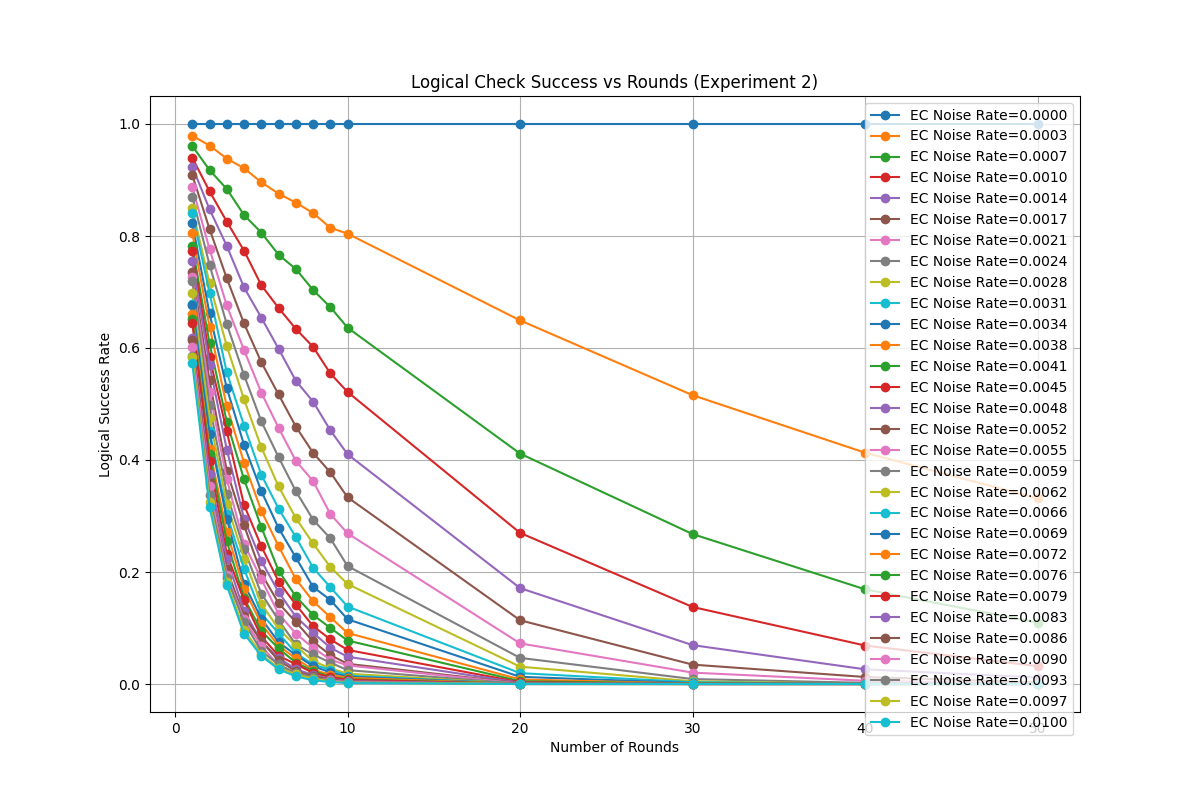 Logical Check Success vs Rounds (Experiment 2)
Logical Success Rate
1.0
0.8
0.6
0.4
0.2
0.0
0
10
20
30
40
50
Number of Rounds
EC Noise Rate=0.0000
EC Noise Rate=0.0003
EC Noise Rate=0.0007
EC Noise Rate=0.0010
EC Noise Rate=0.0014
EC Noise Rate=0.0017
EC Noise Rate=0.0021
EC Noise Rate=0.0024
EC Noise Rate=0.0028
EC Noise Rate=0.0031
EC Noise Rate=0.0034
EC Noise Rate=0.0038
EC Noise Rate=0.0041
EC Noise Rate=0.0045
EC Noise Rate=0.0048
EC Noise Rate=0.0052
EC Noise Rate=0.0055
EC Noise Rate=0.0059
EC Noise Rate=0.0062
EC Noise Rate=0.0066
EC Noise Rate=0.0069
EC Noise Rate=0.0072
EC Noise Rate=0.0076
EC Noise Rate=0.0079
EC Noise Rate=0.0083
EC Noise Rate=0.0086
EC Noise Rate=0.0090
EC Noise Rate=0.0093
EC Noise Rate=0.0097
EC Noise Rate=0.0100